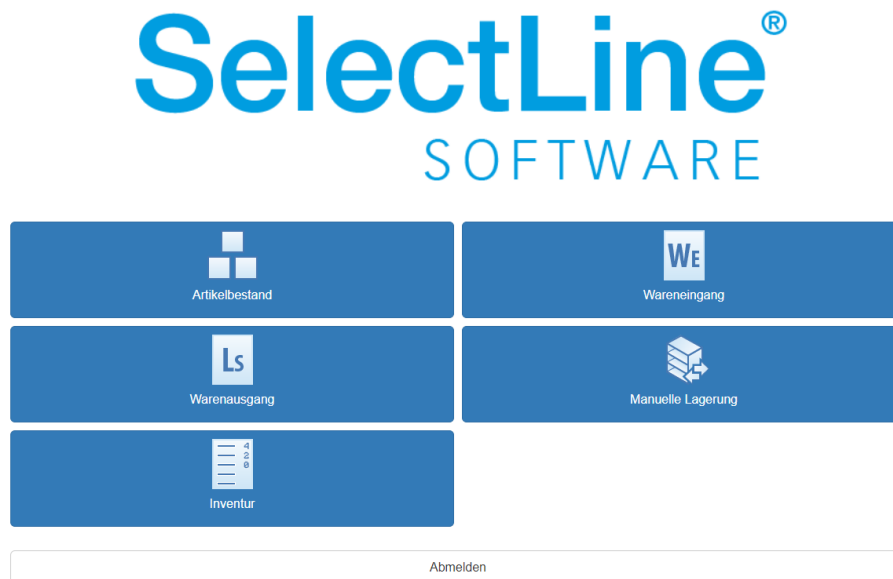 SelectLine®
SOFTWARE
Artikelbestand
WE
Wareneingang
LS
Warenausgang
Manuelle Lagerung
4
2
0
Inventur
Abmelden